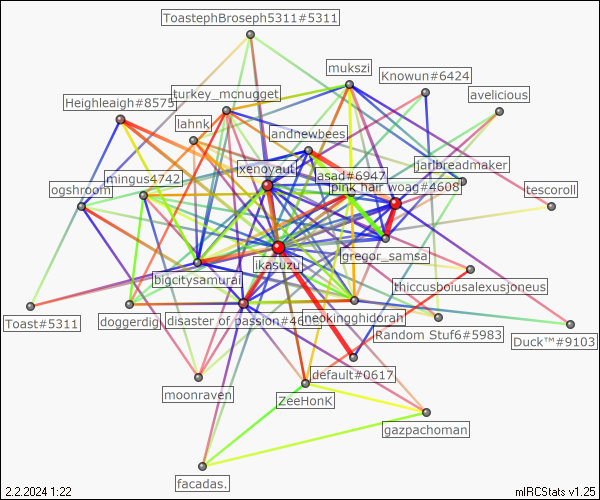 ToastephBroseph5311#5311
mukszi
Knowun#6424
turkey_mcnugget
avelicious
Heighleaigh#8575
lahnk
andnewbees
xenoyaut
asad#6947
jarlbreadmaker
mingus4742
pink hair woag#4608
ogshroom
tescoroll
gregor_samsa
ikasuzu
bigcitysamurai
thiccusboiusalexusjoneus
Toast#5311
doggerdig
disaster of passion#46
neokingghidorah
Random Stuf6#5983
Duck™#9103
default#0617
moonraven
ZeeHonK
gazpachoman
facadas.
2.2.2024 1:22
mIRCStats v1.25